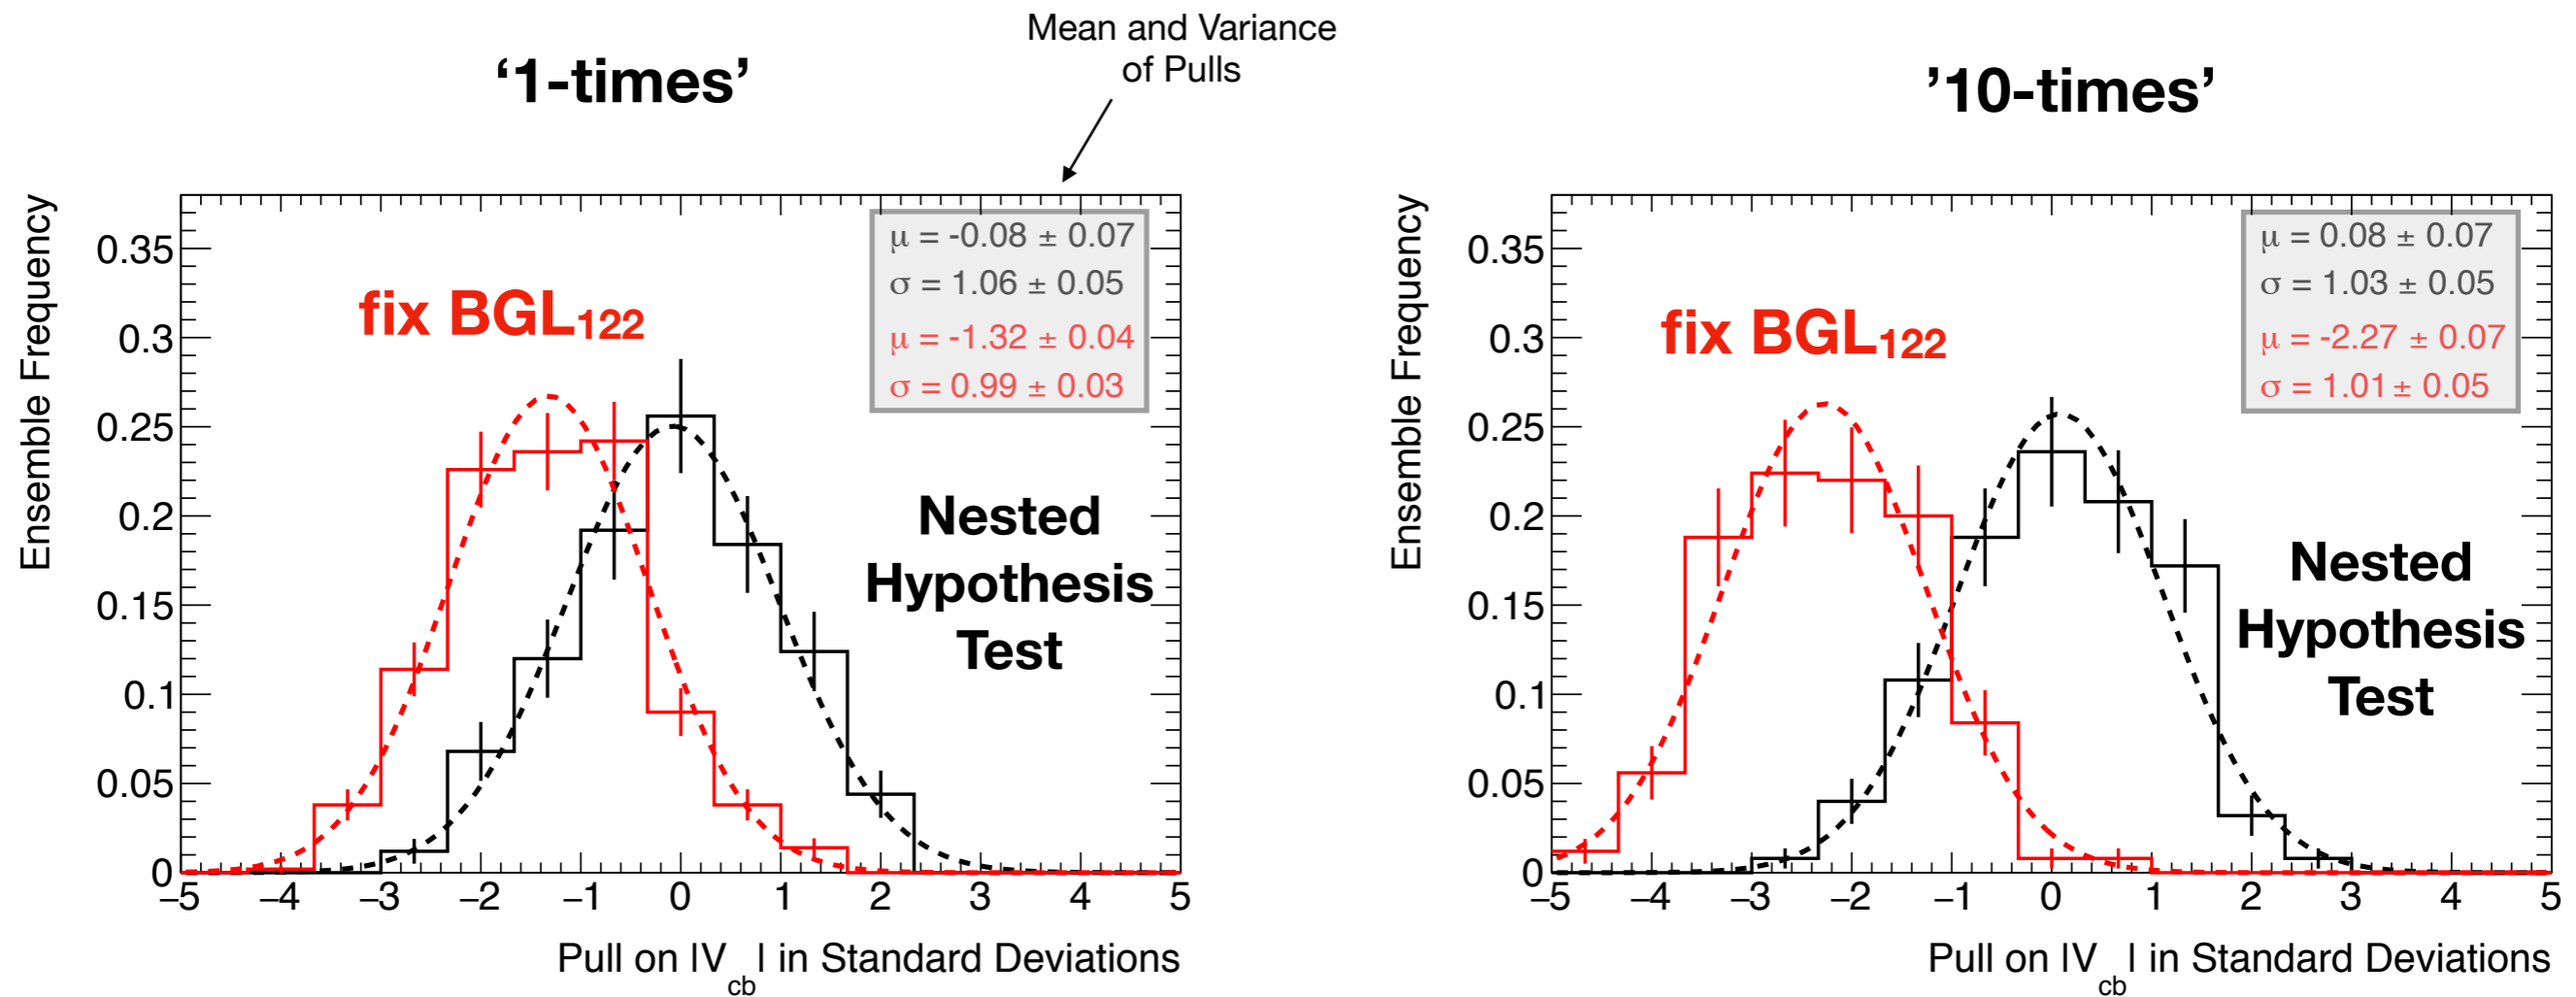 Mean and Variance
of Pulls
‘1-times’
Ensemble Frequency
0.35
0.3
0.25
0.2
0.15
0.1
0.05
0
fix BGL122
μ = -0.08 ± 0.07
σ = 1.06 ± 0.05
μ = -1.32 ± 0.04
σ = 0.99 ± 0.03
Nested
Hypothesis
Test
−5 −4 −3 −2 −1 0 1 2 3 4 5
Pull on |Vcb| in Standard Deviations
’10-times’
Ensemble Frequency
0.35
0.3
0.25
0.2
0.15
0.1
0.05
0
fix BGL122
μ = 0.08 ± 0.07
σ = 1.03 ± 0.05
μ = -2.27 ± 0.07
σ = 1.01 ± 0.05
Nested
Hypothesis
Test
−5 −4 −3 −2 −1 0 1 2 3 4 5
Pull on |Vcb| in Standard Deviations